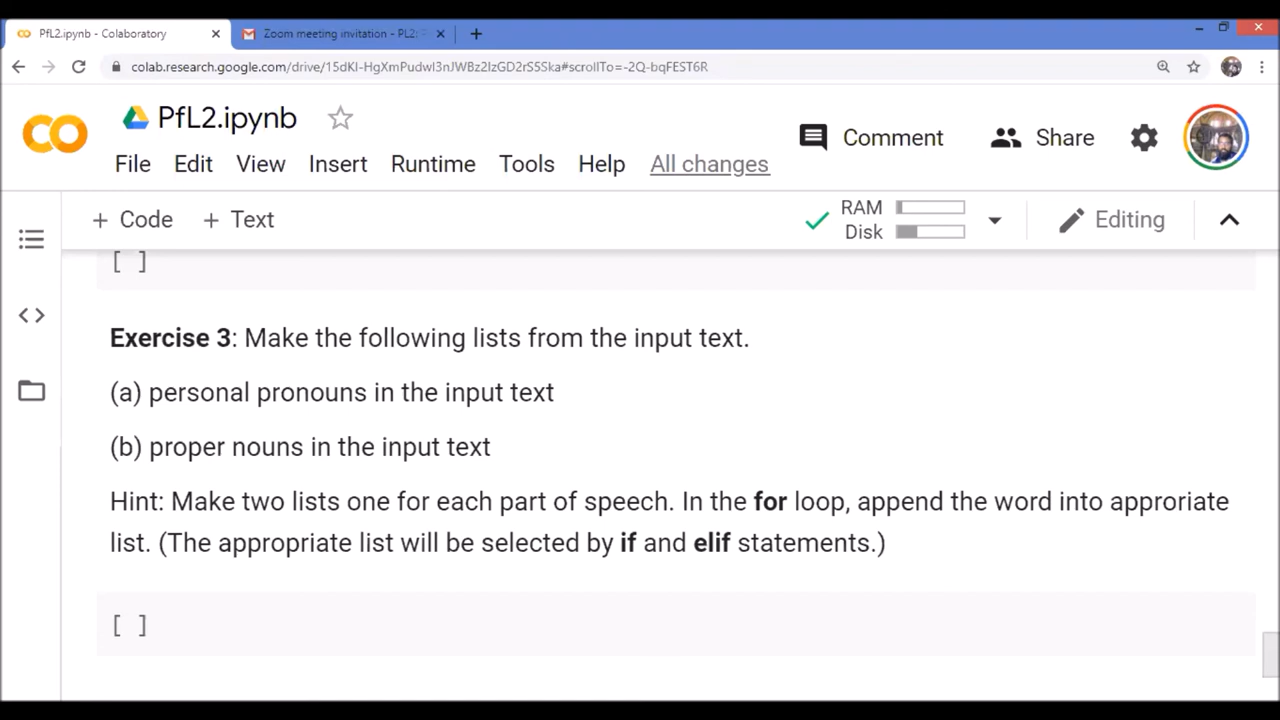 PfL2.ipynb - Colaboratory
Zoom meeting invitation - PL2:
colab.research.google.com/drive/15dKI-HgXmPudwI3nJWBz2IzGD2rS5Ska#scrollTo=-2Q-bqFEST6R
PfL2.ipynb
Comment
Share
File Edit View Insert Runtime Tools Help All changes
+ Code + Text
RAM
Disk
Editing
[ ]
Exercise 3: Make the following lists from the input text.
(a) personal pronouns in the input text
(b) proper nouns in the input text
Hint: Make two lists one for each part of speech. In the for loop, append the word into approriate
list. (The appropriate list will be selected by if and elif statements.)
[ ]